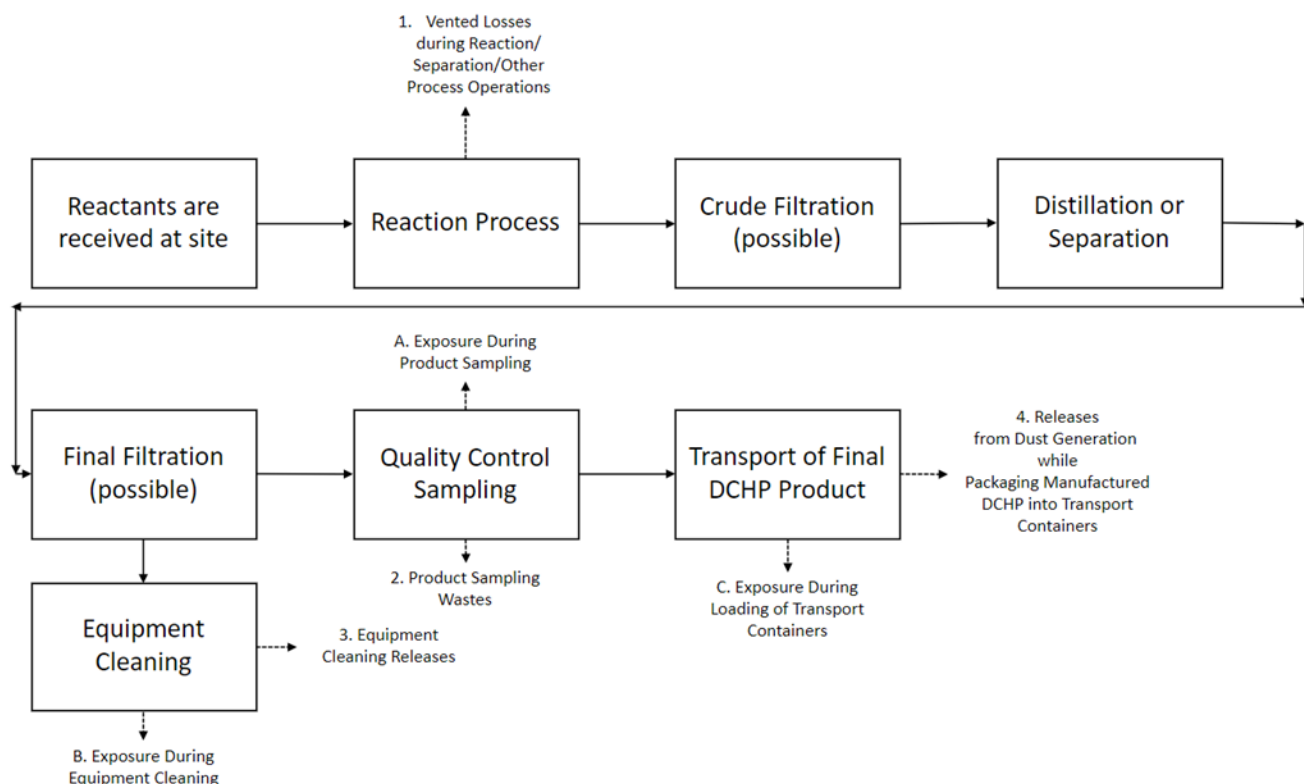 1. Vented Losses
during Reaction/
Separation/Other
Process Operations
Reactants are
received at site
Reaction Process
Crude Filtration
(possible)
Distillation or
Separation
A. Exposure During
Product Sampling
Final Filtration
(possible)
Quality Control
Sampling
Transport of Final
DCHP Product
4. Releases
from Dust Generation
while
Packaging Manufactured
DCHP into Transport
Containers
2. Product Sampling
Wastes
C. Exposure During
Loading of Transport
Containers
Equipment
Cleaning
3. Equipment
Cleaning Releases
B. Exposure During
Equipment Cleaning